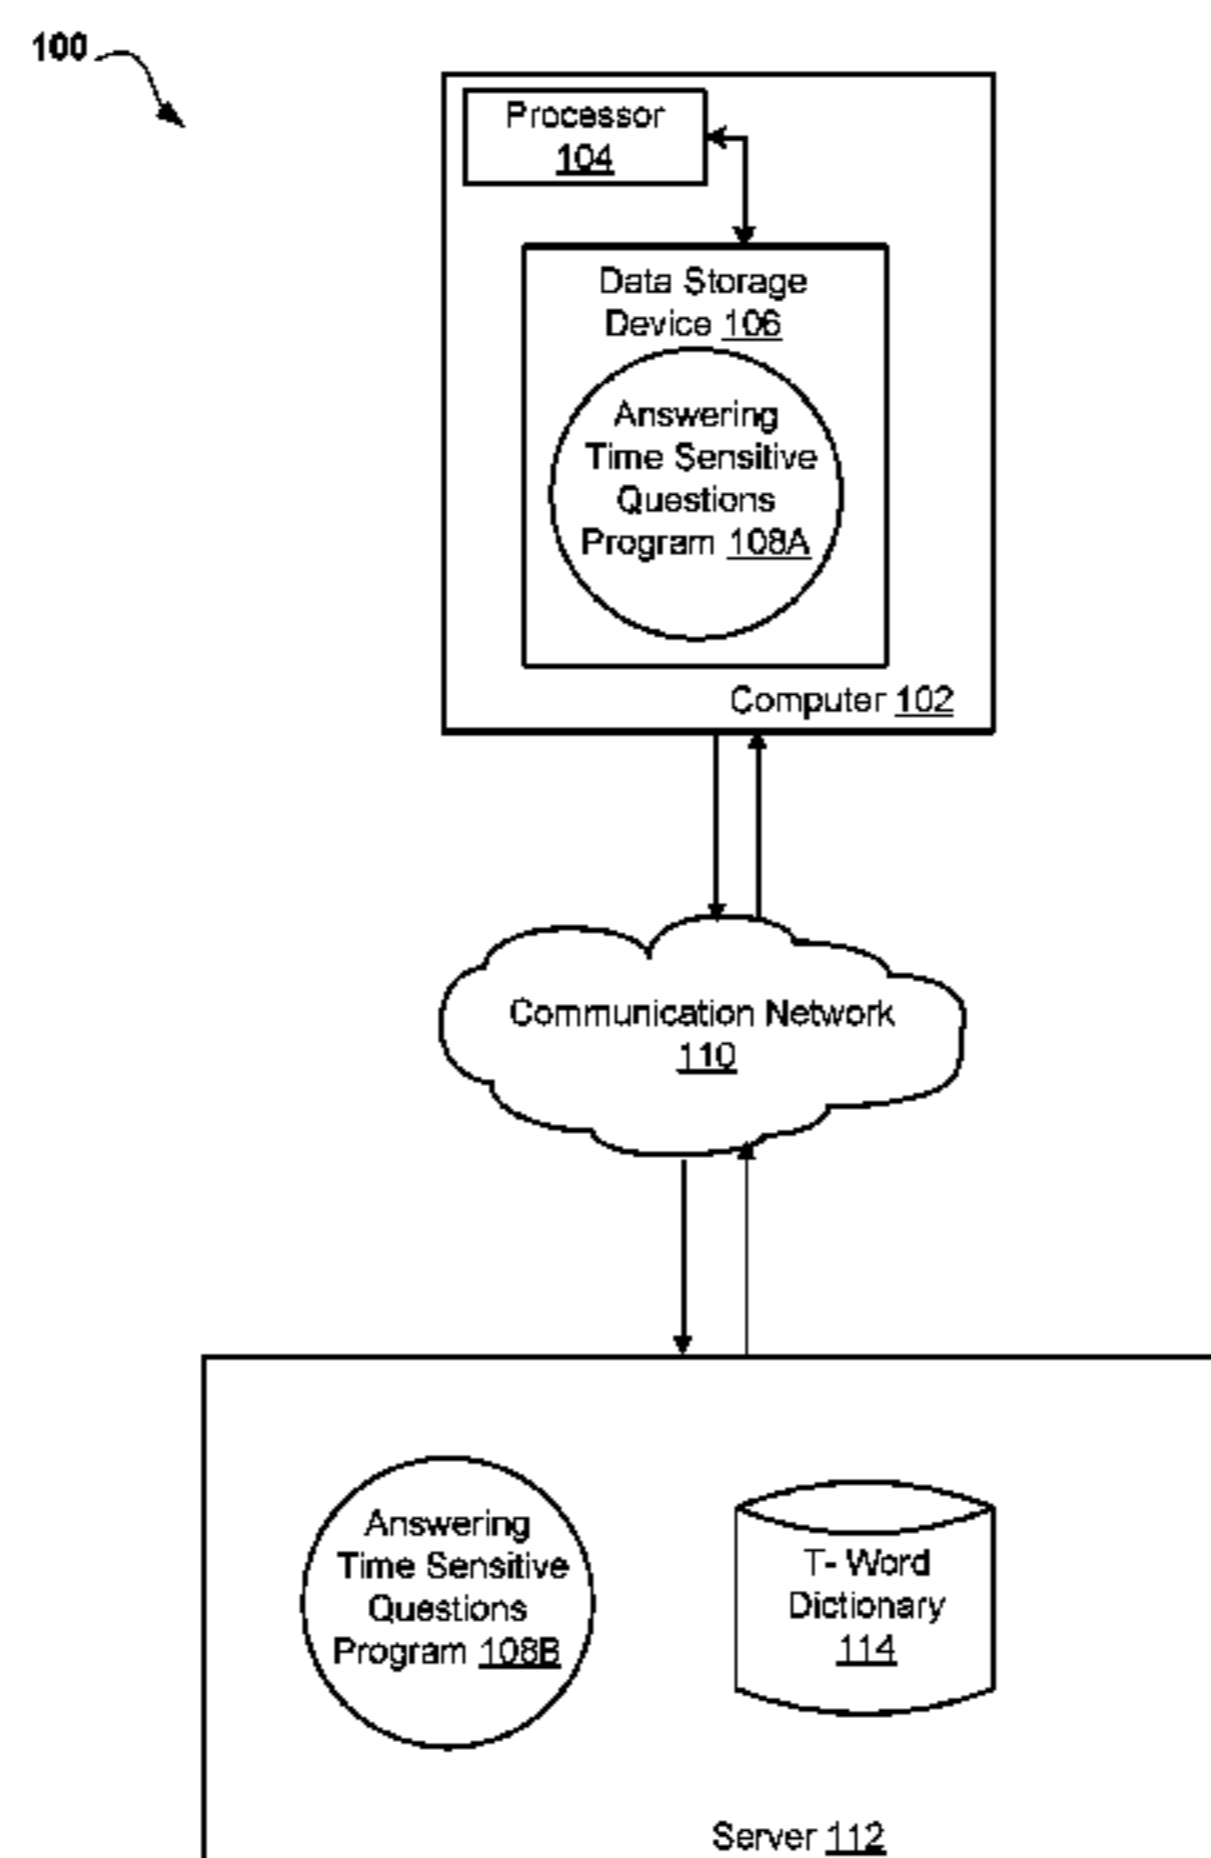 100
Processor
104
Data Storage
Device 106
Answering
Time Sensitive
Questions
Program 108A
Computer 102
Communication Network
110
Answering
Time Sensitive
Questions
Program 108B
T- Word
Dictionary
114
Server 112